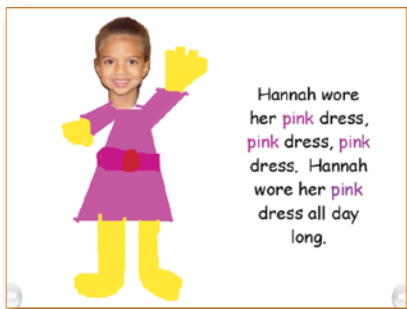 Hannah wore
her pink dress,
pink dress, pink
dress. Hannah
wore her pink
dress all day
long.